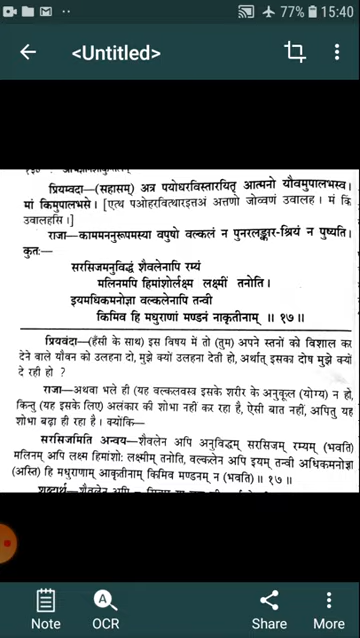 77% 15:40
<Untitled>
प्रियम्वदा—(सहासम्) अत्र पयोधरविस्तारयितृ आत्मनो यौवमुपालभस्व।
मां किमुपालभसे। [एत्थ पओहरवित्थारइत्तअं अत्तणो जोव्वणं उवालह। मं किं
उवालहसि।]
राजा—काममननुरूपमस्या वपुषो वल्कलं न पुनरलङ्कार-श्रियं न पुष्यति।
कुतः—
सरसिजमनुविद्धं शैवलेनापि रम्यं
मलिनमपि हिमांशोर्लक्ष्म लक्ष्मीं तनोति।
इयमधिकमनोज्ञा वल्कलेनापि तन्वी
किमिव हि मधुराणां मण्डनं नाकृतीनाम् ॥ १७॥
प्रियवंदा—(हँसी के साथ) इस विषय में तो (तुम) अपने स्तनों को विशाल कर
देने वाले यौवन को उलहना दो, मुझे क्यों उलहना देती हो, अर्थात् इसका दोष मुझे क्यों
दे रही हो ?
राजा—अथवा भले ही (यह वल्कलवस्त्र इसके शरीर के अनुकूल (योग्य) न हो,
किन्तु (यह इसके लिए) अलंकार की शोभा नहीं कर रहा है, ऐसी बात नहीं, अपितु यह
शोभा बढ़ा ही रहा है। क्योंकि—
सरसिजमिति अन्वय—शैवलेन अपि अनुविद्धम् सरसिजम् रम्यम् (भवति)
मलिनम् अपि लक्ष्म हिमांशोः लक्ष्मीम् तनोति, वल्कलेन अपि इयम् तन्वी अधिकमनोज्ञा
(अस्ति) हि मधुराणाम् आकृतीनाम् किमिव मण्डनम् न (भवति)॥ १७॥
Note OCR Share More